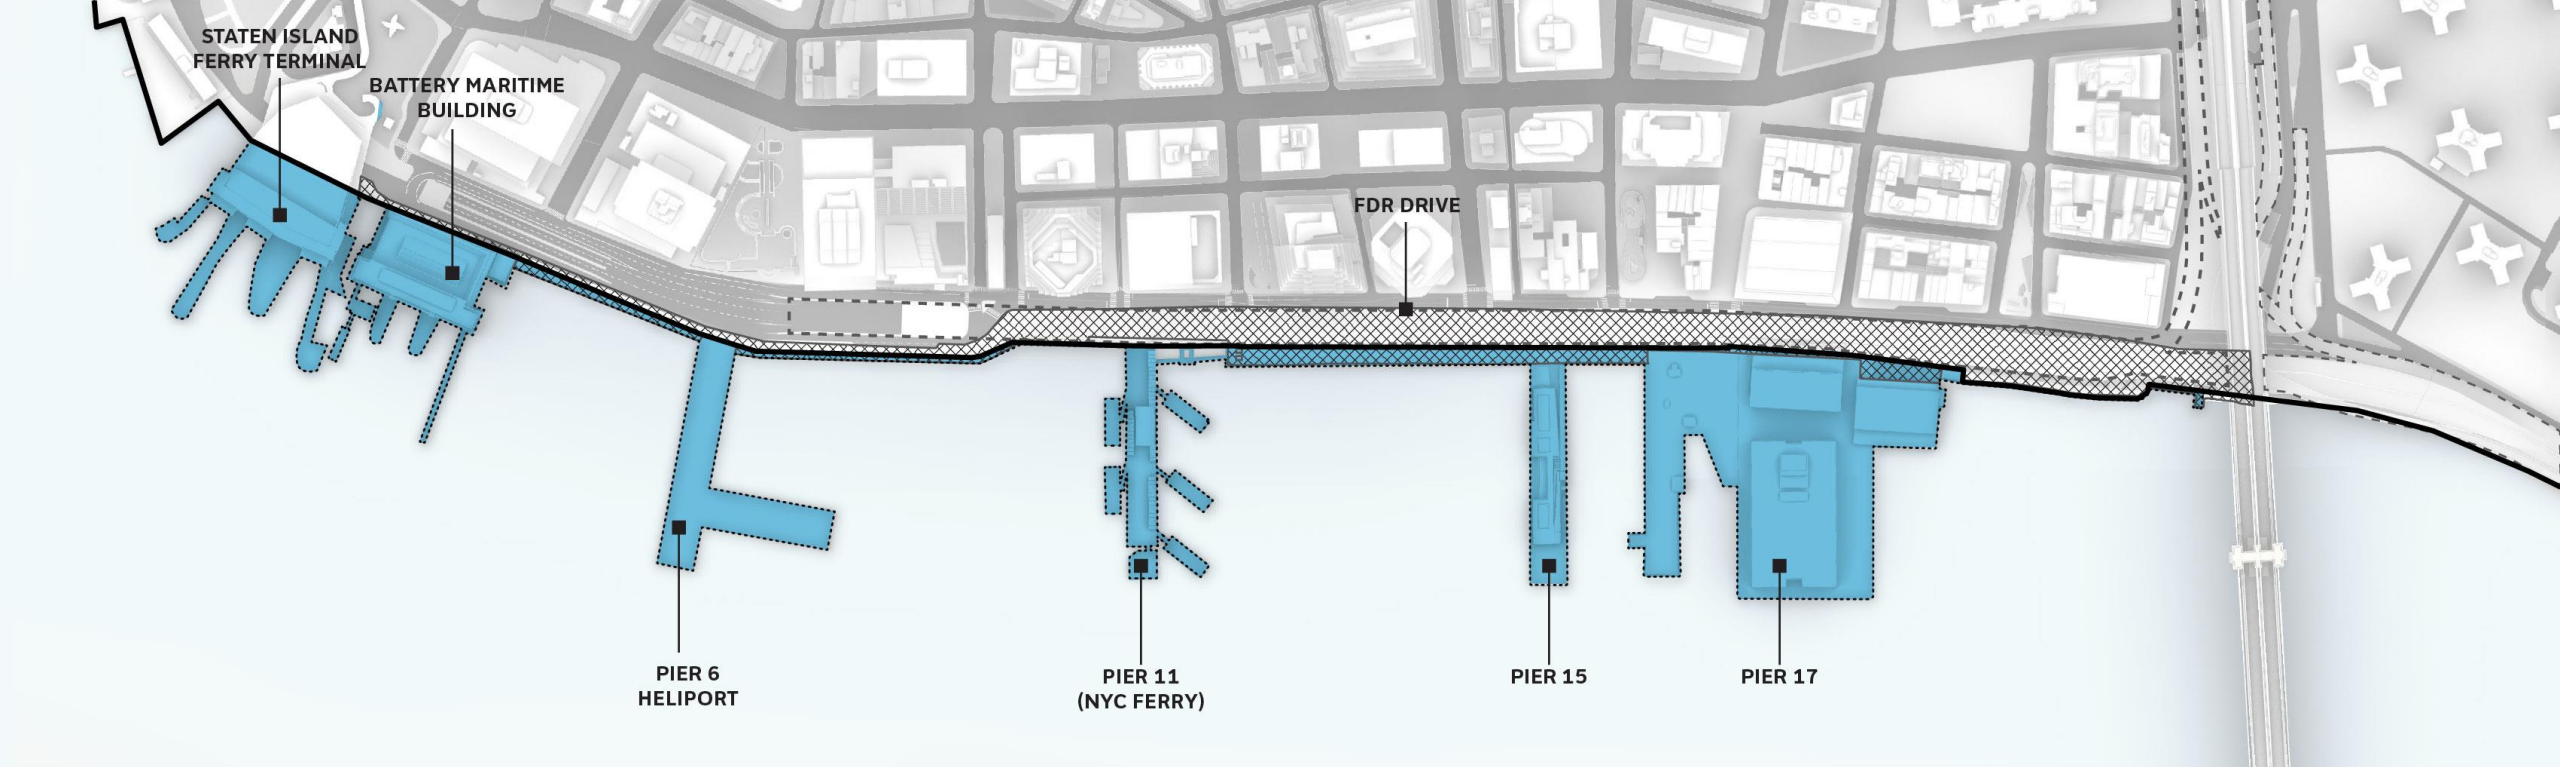 STATEN ISLAND
FERRY TERMINAL
BATTERY MARITIME
BUILDING
FDR DRIVE
PIER 6
HELIPORT
PIER 11
(NYC FERRY)
PIER 15
PIER 17